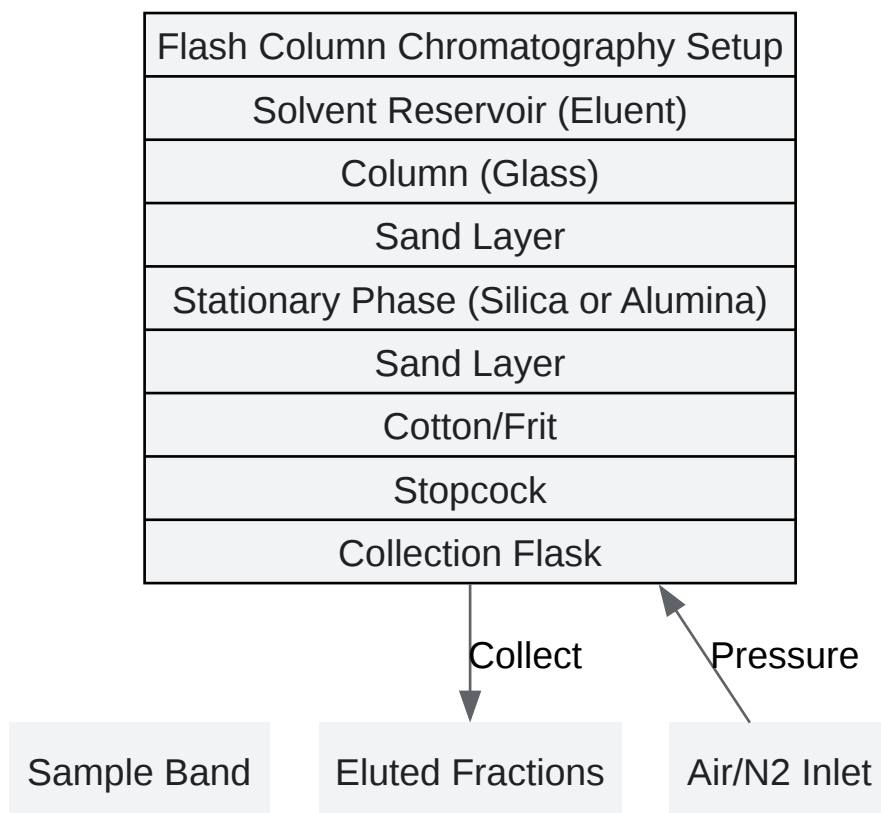 Flash Column Chromatography Setup
Solvent Reservoir (Eluent)
Column (Glass)
Sand Layer
Stationary Phase (Silica or Alumina)
Sand Layer
Cotton/Frit
Stopcock
Collection Flask
Collect
Pressure
Sample Band
Eluted Fractions
Air/N2 Inlet